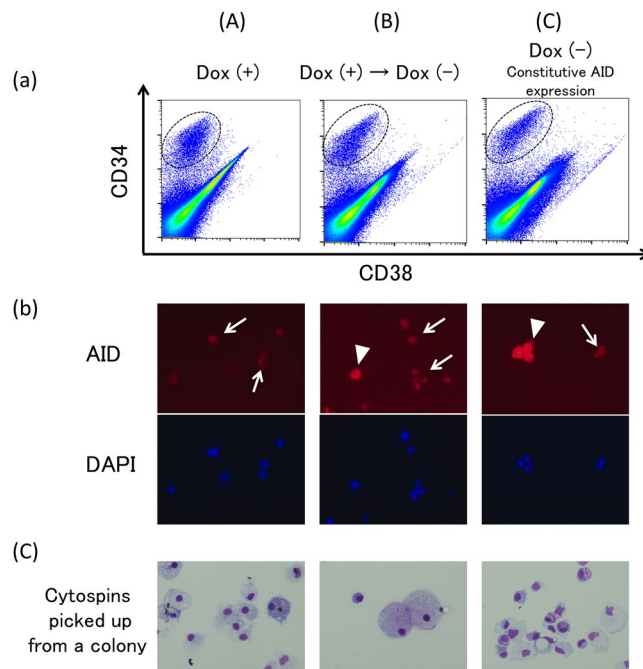 (A)
(B)
(C)
Dox (+)
Dox (+) → Dox (-)
Dox (-)
Constitutive AID
expression
(a)
CD34
CD38
(b)
AID
DAPI
(C)
Cytospins
picked up
from a colony